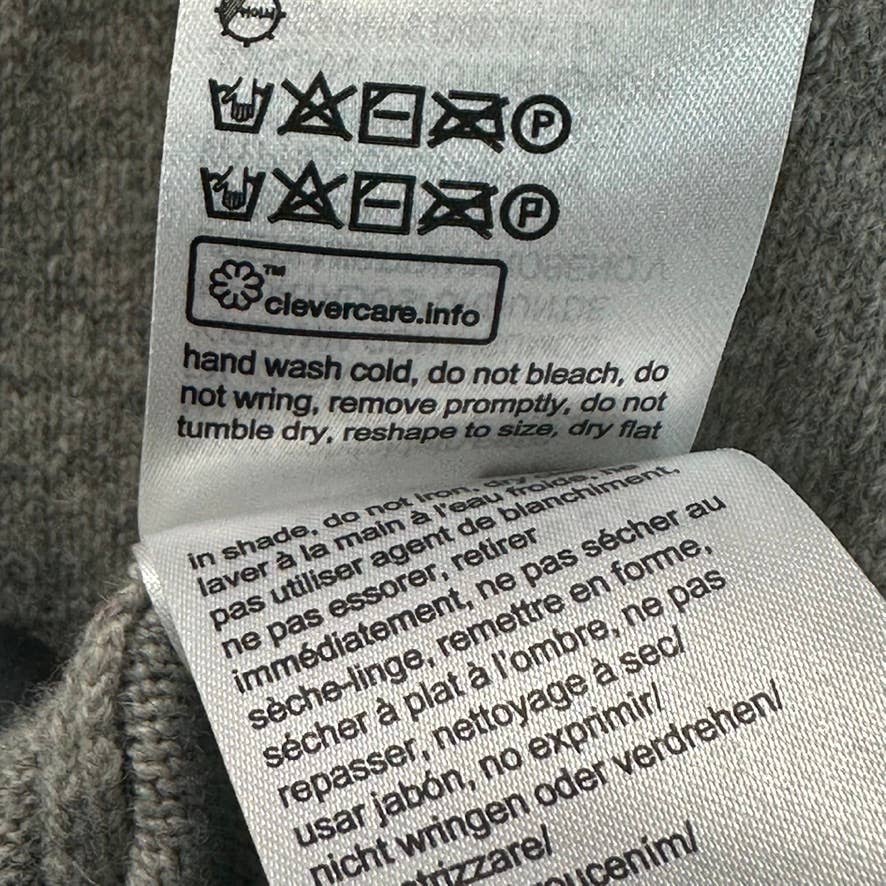 P
P
™
clevercare.info
hand wash cold, do not bleach, do
not wring, remove promptly, do not
tumble dry, reshape to size, dry flat
in shade, do not iron, dry
laver à la main à l'eau froide, ne
pas utiliser agent de blanchiment,
ne pas essorer, retirer
immédiatement, ne pas sécher au
sèche-linge, remettre en forme,
sécher à plat à l'ombre, ne pas
repasser, nettoyage à sec/
usar jabón, no exprimir/
nicht wringen oder verdrehen/